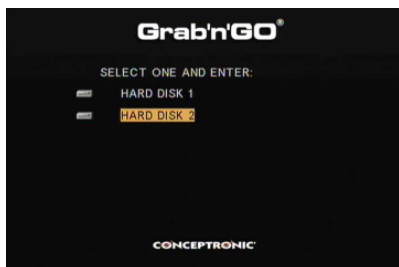 Grab'n'GO®
SELECT ONE AND ENTER:
HARD DISK 1
HARD DISK 2
CONCEPTRONIC